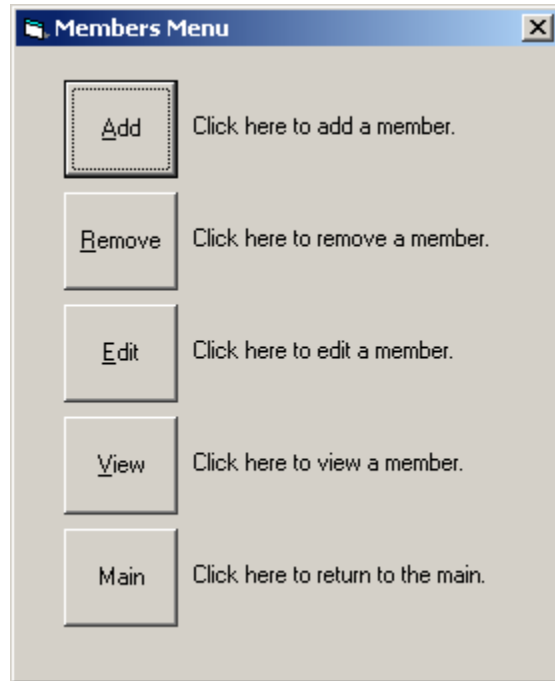 Members Menu
Add
Click here to add a member.
Remove
Click here to remove a member.
Edit
Click here to edit a member.
View
Click here to view a member.
Main
Click here to return to the main.